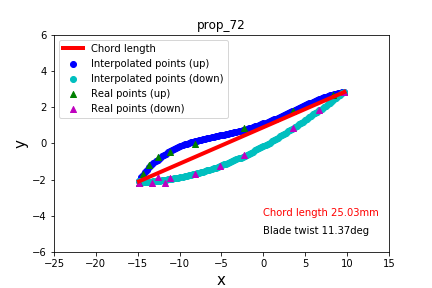 prop_72
Chord length
Interpolated points (up)
Interpolated points (down)
Real points (up)
Real points (down)
6
4
2
0
−2
−4
−6
y
Chord length 25.03mm
Blade twist 11.37deg
−25 −20 −15 −10 −5 0 5 10 15
x